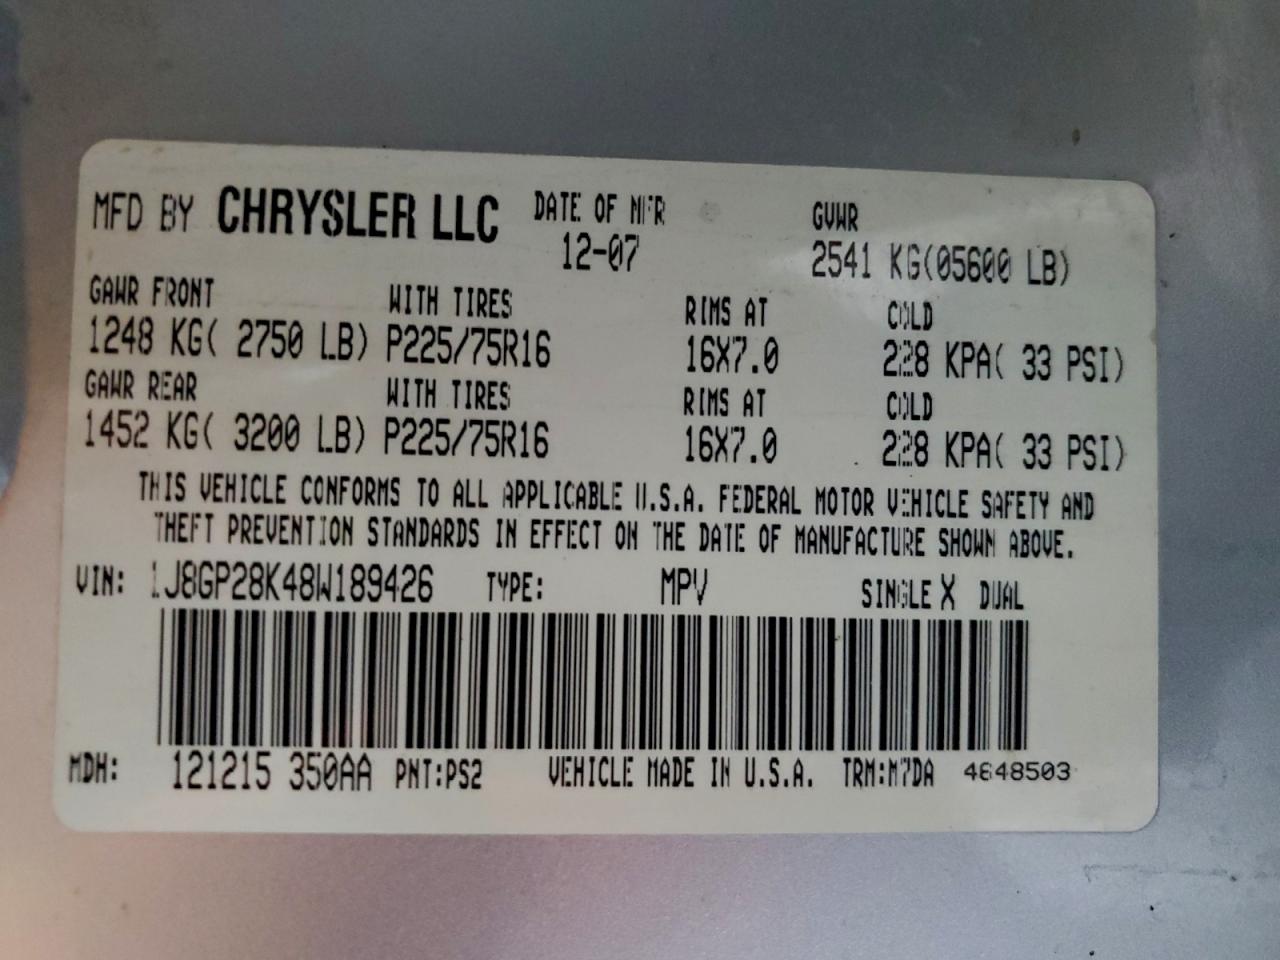 MFD BY CHRYSLER LLC DATE OF MFR GVWR
12-07 2541 KG(05600 LB)
GAWR FRONT WITH TIRES RIMS AT COLD
1248 KG( 2750 LB) P225/75R16 16X7.0 228 KPA( 33 PSI)
GAWR REAR WITH TIRES RIMS AT COLD
1452 KG( 3200 LB) P225/75R16 16X7.0 228 KPA( 33 PSI)
THIS VEHICLE CONFORMS TO ALL APPLICABLE U.S.A. FEDERAL MOTOR VEHICLE SAFETY AND
THEFT PREVENTION STANDARDS IN EFFECT ON THE DATE OF MANUFACTURE SHOWN ABOVE.
VIN: 1J8GP28K48W189426 TYPE: MPV SINGLE X DUAL
MDH: 121215 350AA PNT:PS2 VEHICLE MADE IN U.S.A. TRM:M7DA 4648503